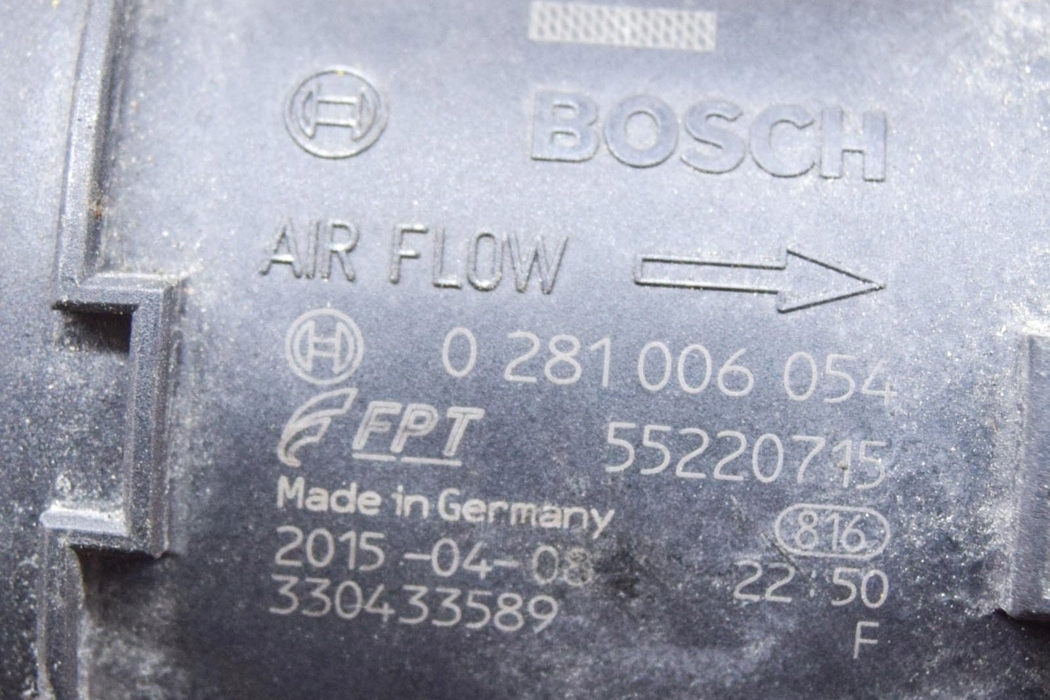 BOSCH
AIR FLOW
0 281 006 054
FPT 55220715
Made in Germany 816
2015-04-08 22:50
330433589 F